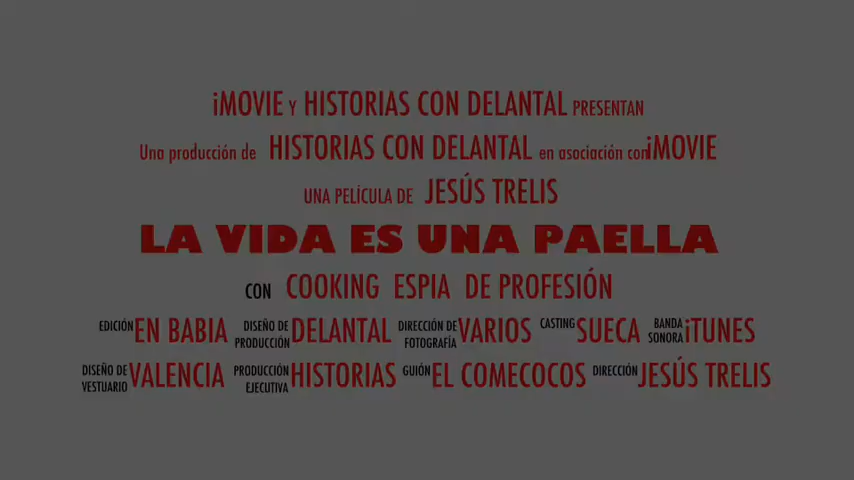 iMOVIE Y HISTORIAS CON DELANTAL PRESENTAN
Una producción de HISTORIAS CON DELANTAL en asociación con iMOVIE
UNA PELÍCULA DE JESÚS TRELIS
LA VIDA ES UNA PAELLA
CON COOKING ESPIA DE PROFESIÓN
EDICIÓN EN BABIA DISEÑO DE PRODUCCIÓN DELANTAL DIRECCIÓN DE FOTOGRAFÍA VARIOS CASTING SUECA BANDA SONORA iTUNES
DISEÑO DE VESTUARIO VALENCIA PRODUCCIÓN EJECUTIVA HISTORIAS GUIÓN EL COMECOCOS DIRECCIÓN JESÚS TRELIS